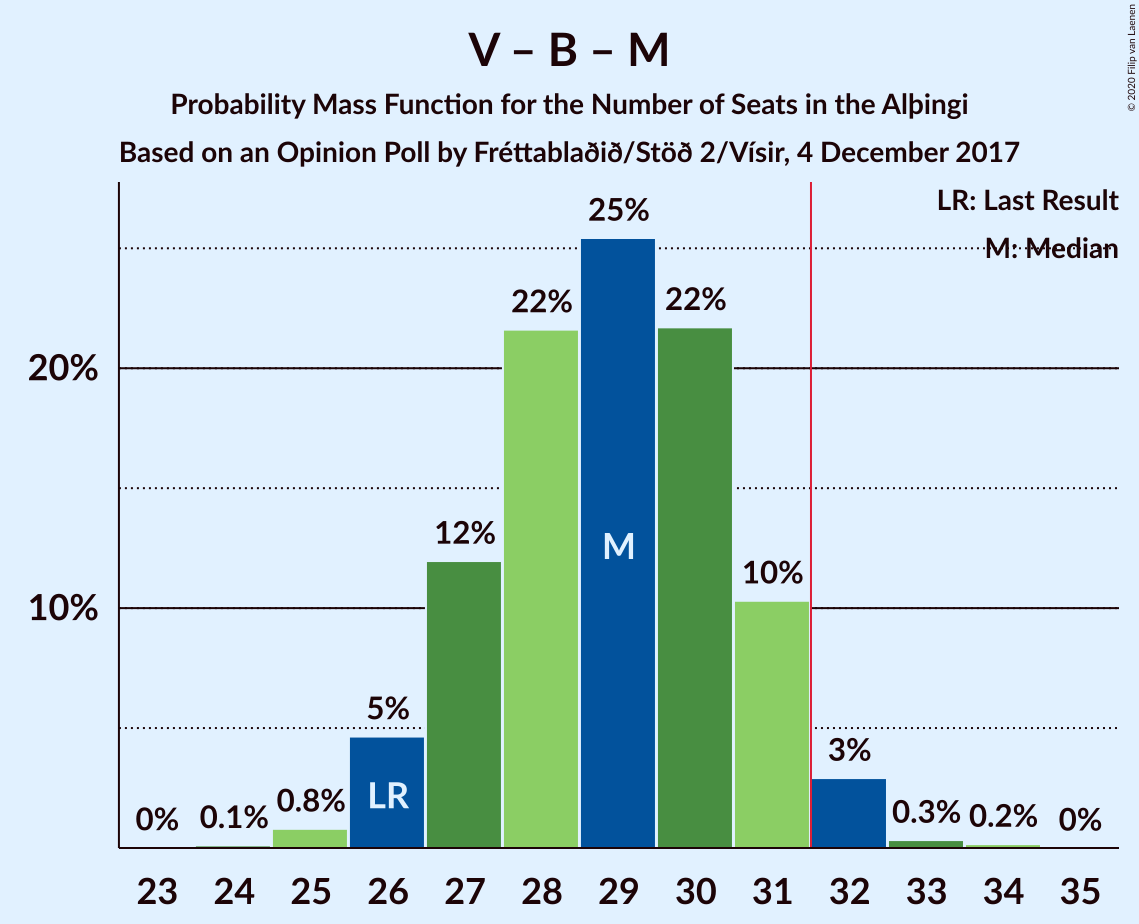 V – B – M
Probability Mass Function for the Number of Seats in the Alþingi
Based on an Opinion Poll by Fréttablaðið/Stöð 2/Vísir, 4 December 2017
© 2020 Filip van Laenen
LR: Last Result
M: Median
20%
10%
0%
0.1%
0.8%
5%
12%
22%
25%
22%
10%
3%
0.3%
0.2%
0%
LR
M
23 24 25 26 27 28 29 30 31 32 33 34 35